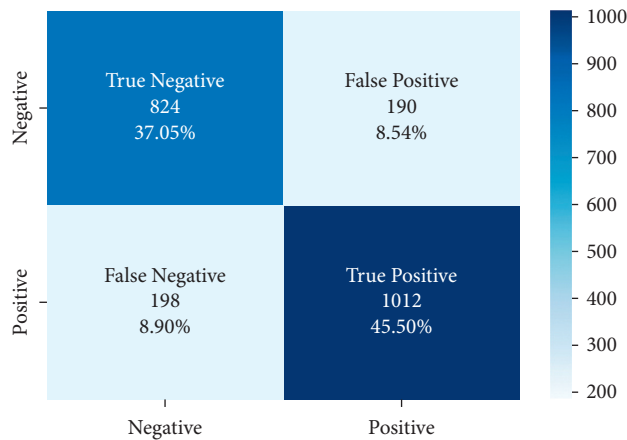 Negative
True Negative
824
37.05%
False Positive
190
8.54%
Positive
False Negative
198
8.90%
True Positive
1012
45.50%
Negative
Positive
1000
900
800
700
600
500
400
300
200